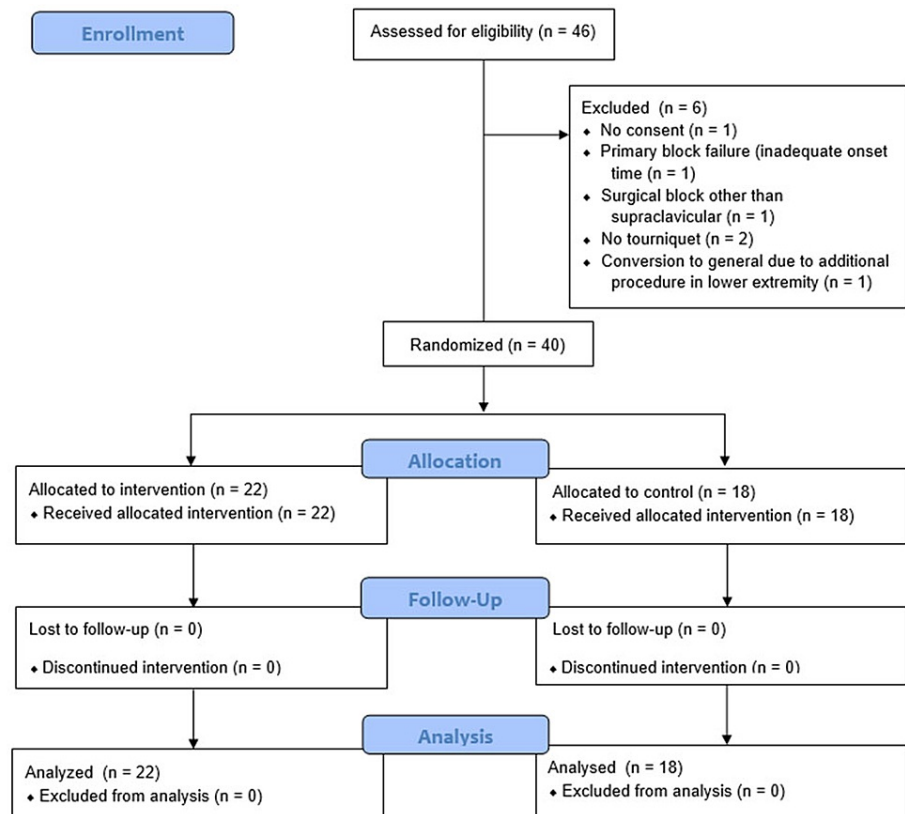 Enrollment
Assessed for eligibility (n = 46)
Excluded (n = 6)
⬥ No consent (n = 1)
⬥ Primary block failure (inadequate onset
time (n = 1)
⬥ Surgical block other than
supraclavicular (n = 1)
⬥ No tourniquet (n = 2)
⬥ Conversion to general due to additional
procedure in lower extremity (n = 1)
Randomized (n = 40)
Allocation
Allocated to intervention (n = 22)
⬥ Received allocated intervention (n = 22)
Allocated to control (n = 18)
⬥ Received allocated intervention (n = 18)
Follow-Up
Lost to follow-up (n = 0)
⬥ Discontinued intervention (n = 0)
Lost to follow-up (n = 0)
⬥ Discontinued intervention (n = 0)
Analysis
Analyzed (n = 22)
⬥ Excluded from analysis (n = 0)
Analysed (n = 18)
⬥ Excluded from analysis (n = 0)